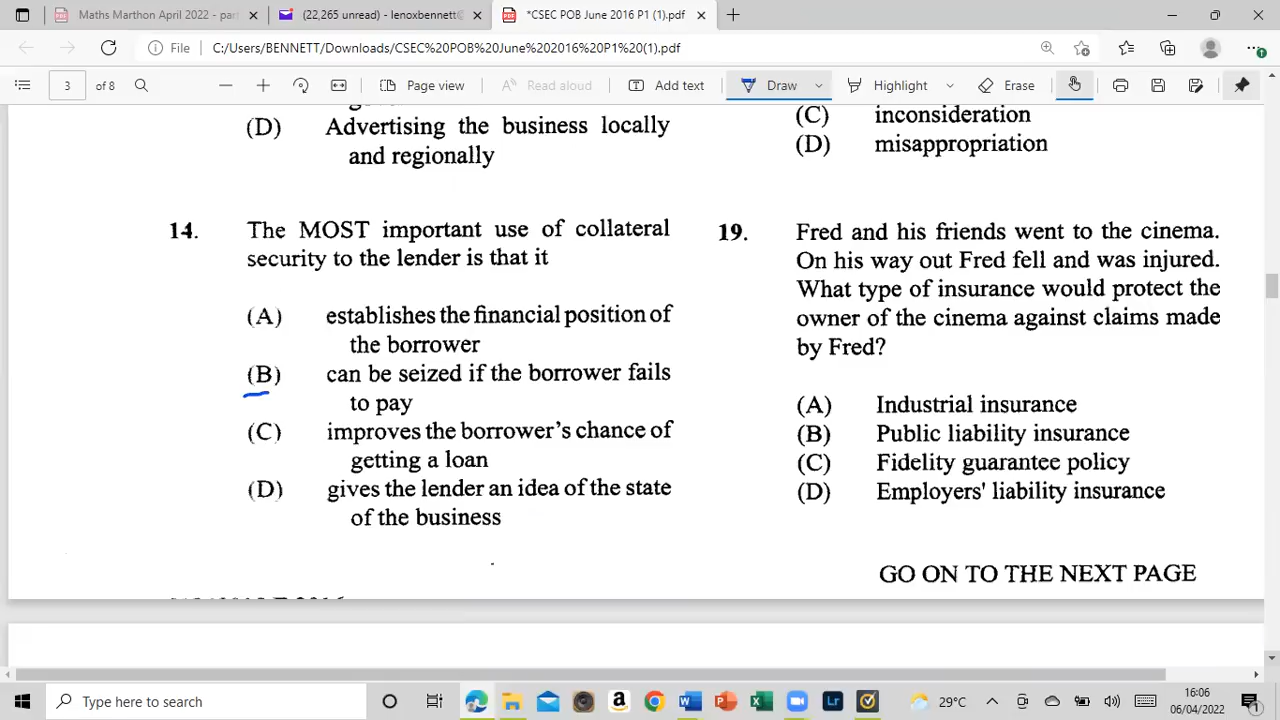 Maths Marthon April 2022 - par
(22,265 unread) - lenoxbennett@
*CSEC POB June 2016 P1 (1).pdf
File
C:/Users/BENNETT/Downloads/CSEC%20POB%20June%202016%20P1%20(1).pdf
3 of 8
Page view
Read aloud
Add text
Draw
Highlight
Erase
(D) Advertising the business locally
and regionally
14. The MOST important use of collateral
security to the lender is that it
(A) establishes the financial position of
the borrower
(B) can be seized if the borrower fails
to pay
(C) improves the borrower's chance of
getting a loan
(D) gives the lender an idea of the state
of the business
(C) inconsideration
(D) misappropriation
19. Fred and his friends went to the cinema.
On his way out Fred fell and was injured.
What type of insurance would protect the
owner of the cinema against claims made
by Fred?
(A) Industrial insurance
(B) Public liability insurance
(C) Fidelity guarantee policy
(D) Employers' liability insurance
GO ON TO THE NEXT PAGE
Type here to search
Lr
29°C
16:06
06/04/2022